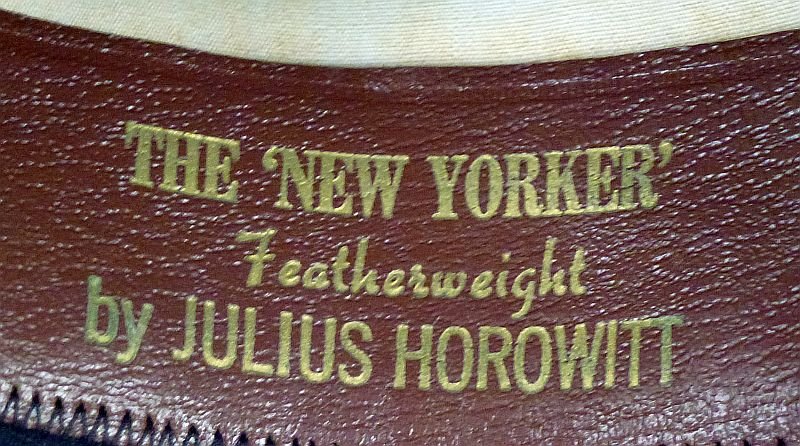 THE ‘NEW YORKER’
Featherweight
by JULIUS HOROWITT